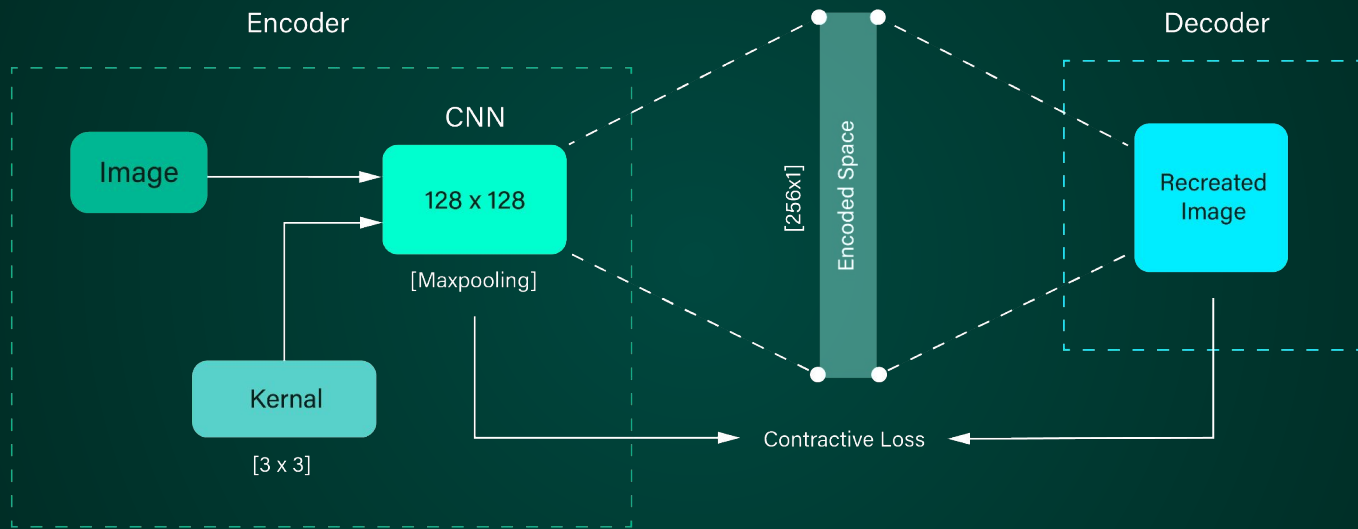 Encoder
Decoder
CNN
Image
128 x 128
[Maxpooling]
Kernal
[3 x 3]
[256x1]
Encoded Space
Recreated
Image
Contractive Loss